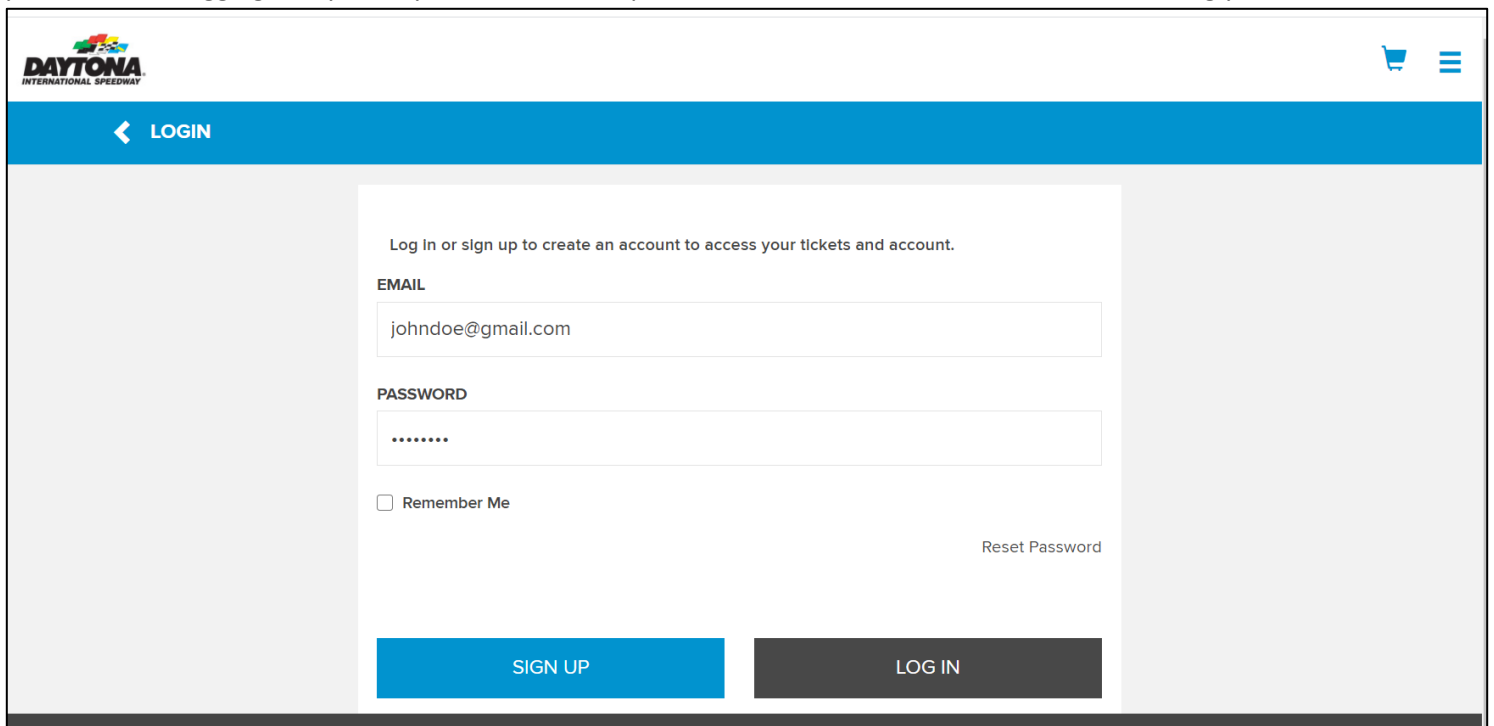 DAYTONA
INTERNATIONAL SPEEDWAY
LOGIN
Log in or sign up to create an account to access your tickets and account.
EMAIL
johndoe@gmail.com
PASSWORD
••••••••
Remember Me
Reset Password
SIGN UP
LOG IN